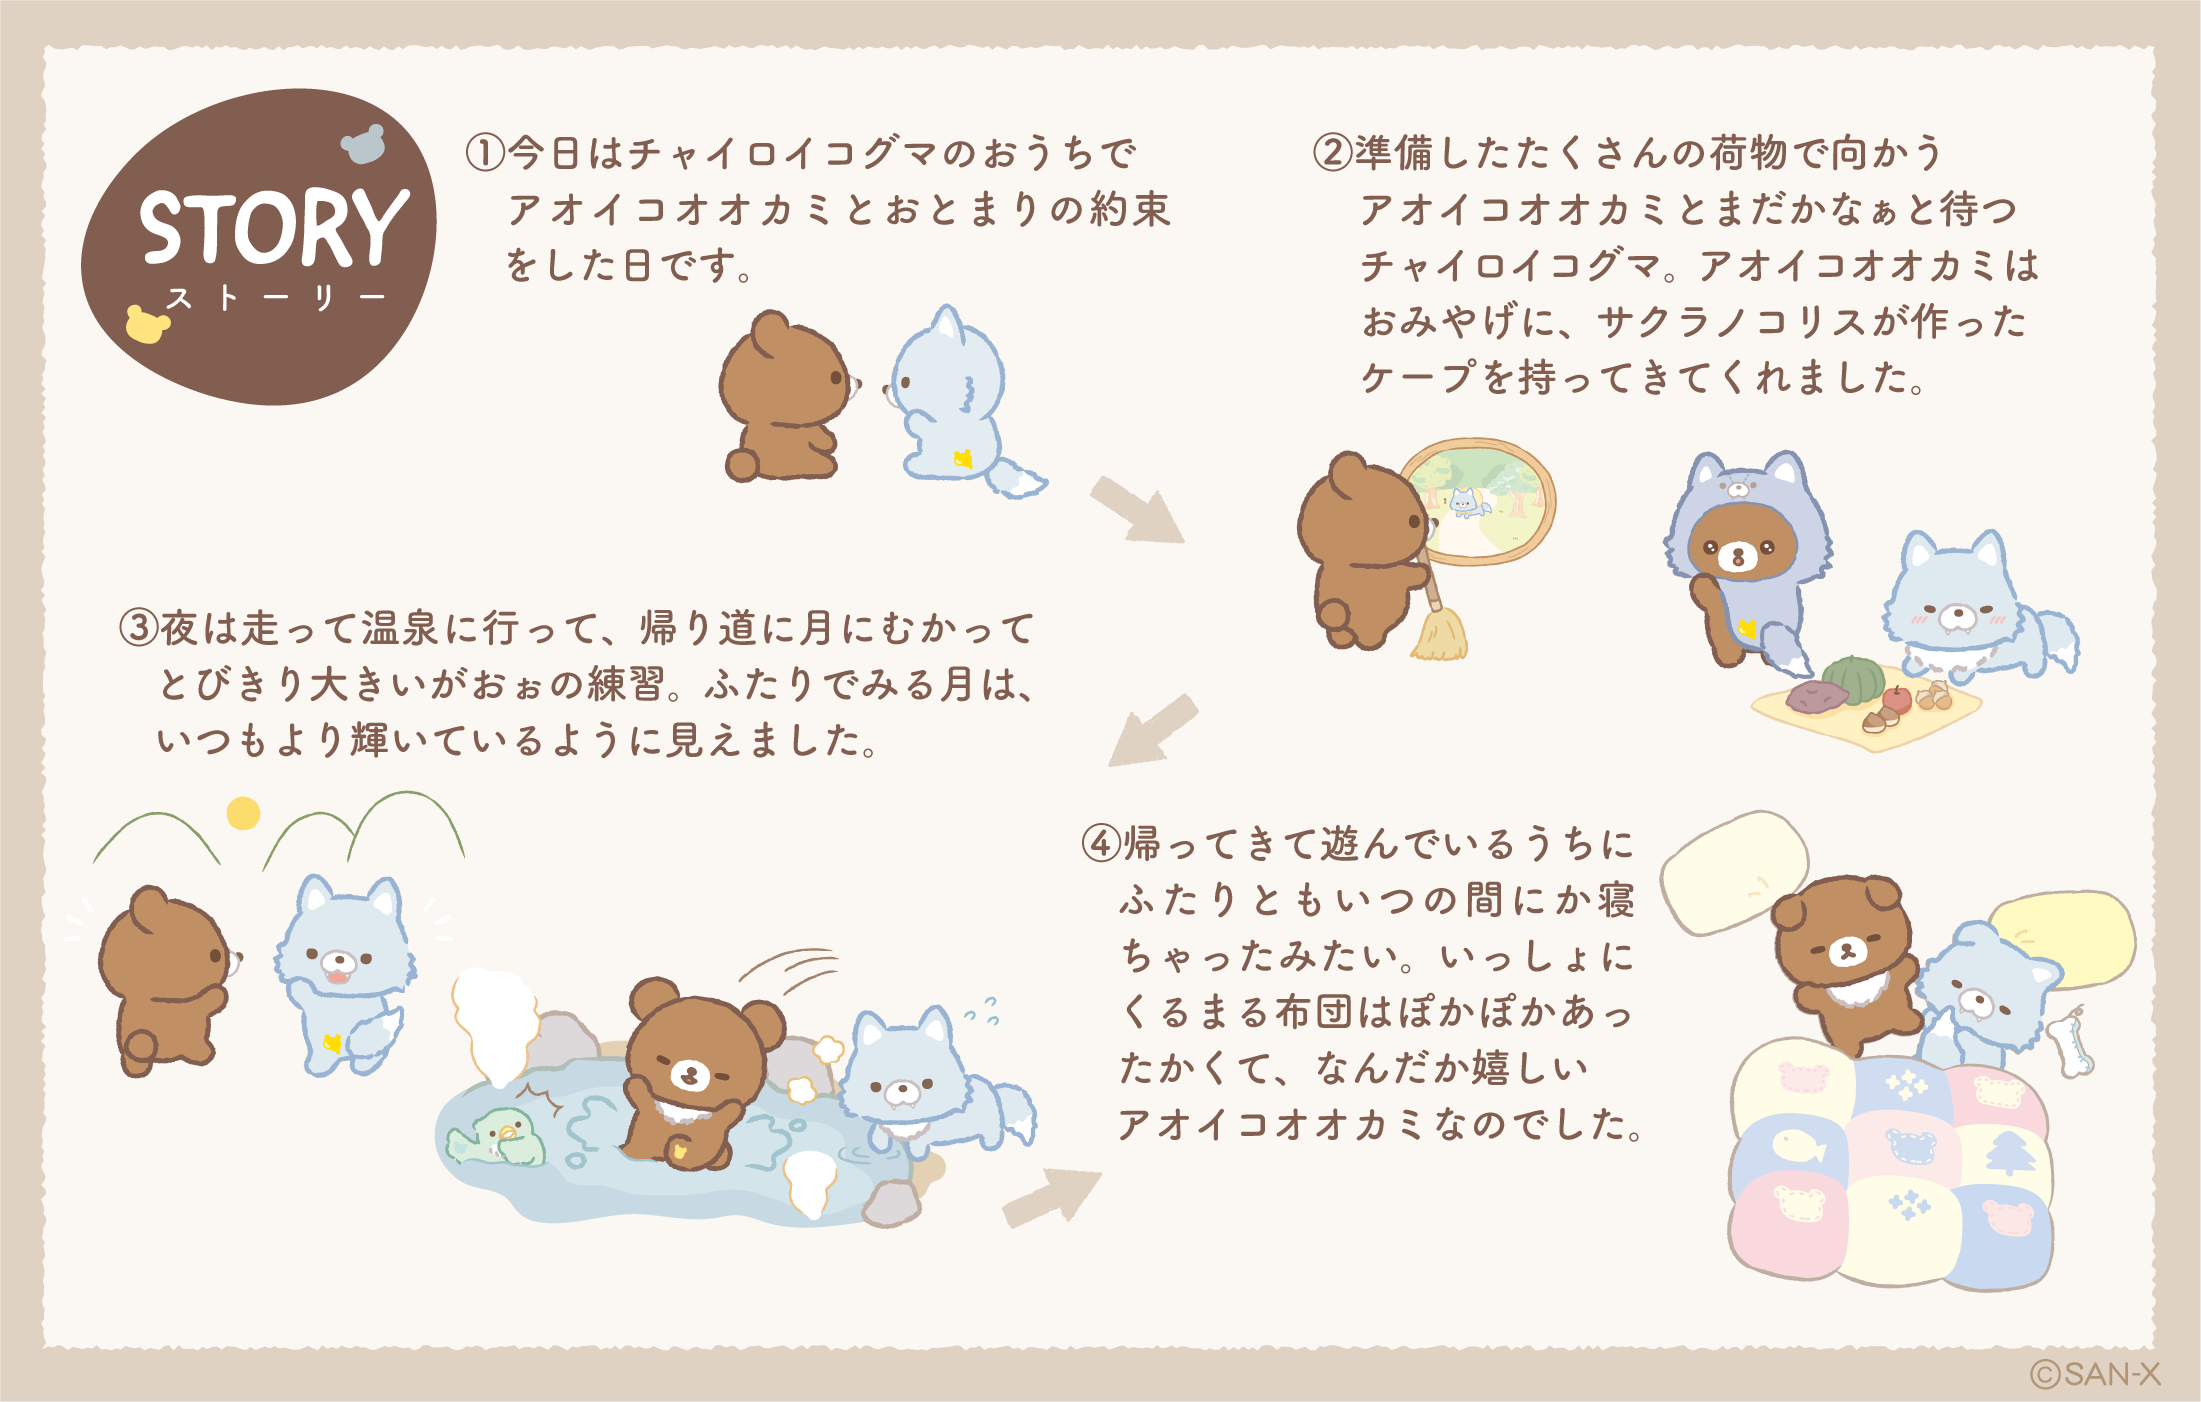 STORY
ストーリー
①今日はチャイロイコグマのおうちで
アオイコオオカミとおとまりの約束
をした日です。
②準備したたくさんの荷物で向かう
アオイコオオカミとまだかなぁと待つ
チャイロイコグマ。アオイコオオカミは
おみやげに、サクラノコリスが作った
ケープを持ってきてくれました。
③夜は走って温泉に行って、帰り道に月にむかって
とびきり大きいがおぉの練習。ふたりでみる月は、
いつもより輝いているように見えました。
④帰ってきて遊んでいるうちに
ふたりともいつの間にか寝
ちゃったみたい。いっしょに
くるまる布団はぽかぽかあっ
たかくて、なんだか嬉しい
アオイコオオカミなのでした。
©SAN-X